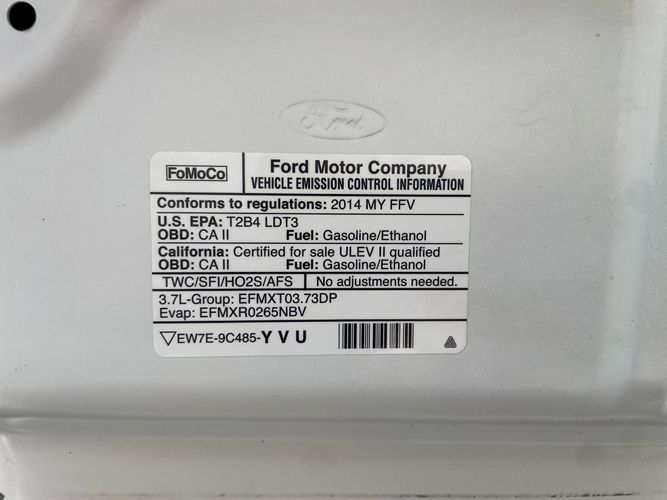 Ford
FoMoCo
Ford Motor Company
VEHICLE EMISSION CONTROL INFORMATION
Conforms to regulations: 2014 MY FFV
U.S. EPA: T2B4 LDT3
OBD: CA II Fuel: Gasoline/Ethanol
California: Certified for sale ULEV II qualified
OBD: CA II Fuel: Gasoline/Ethanol
TWC/SFI/HO2S/AFS No adjustments needed.
3.7L-Group: EFMXT03.73DP
Evap: EFMXR0265NBV
EW7E-9C485-Y V U